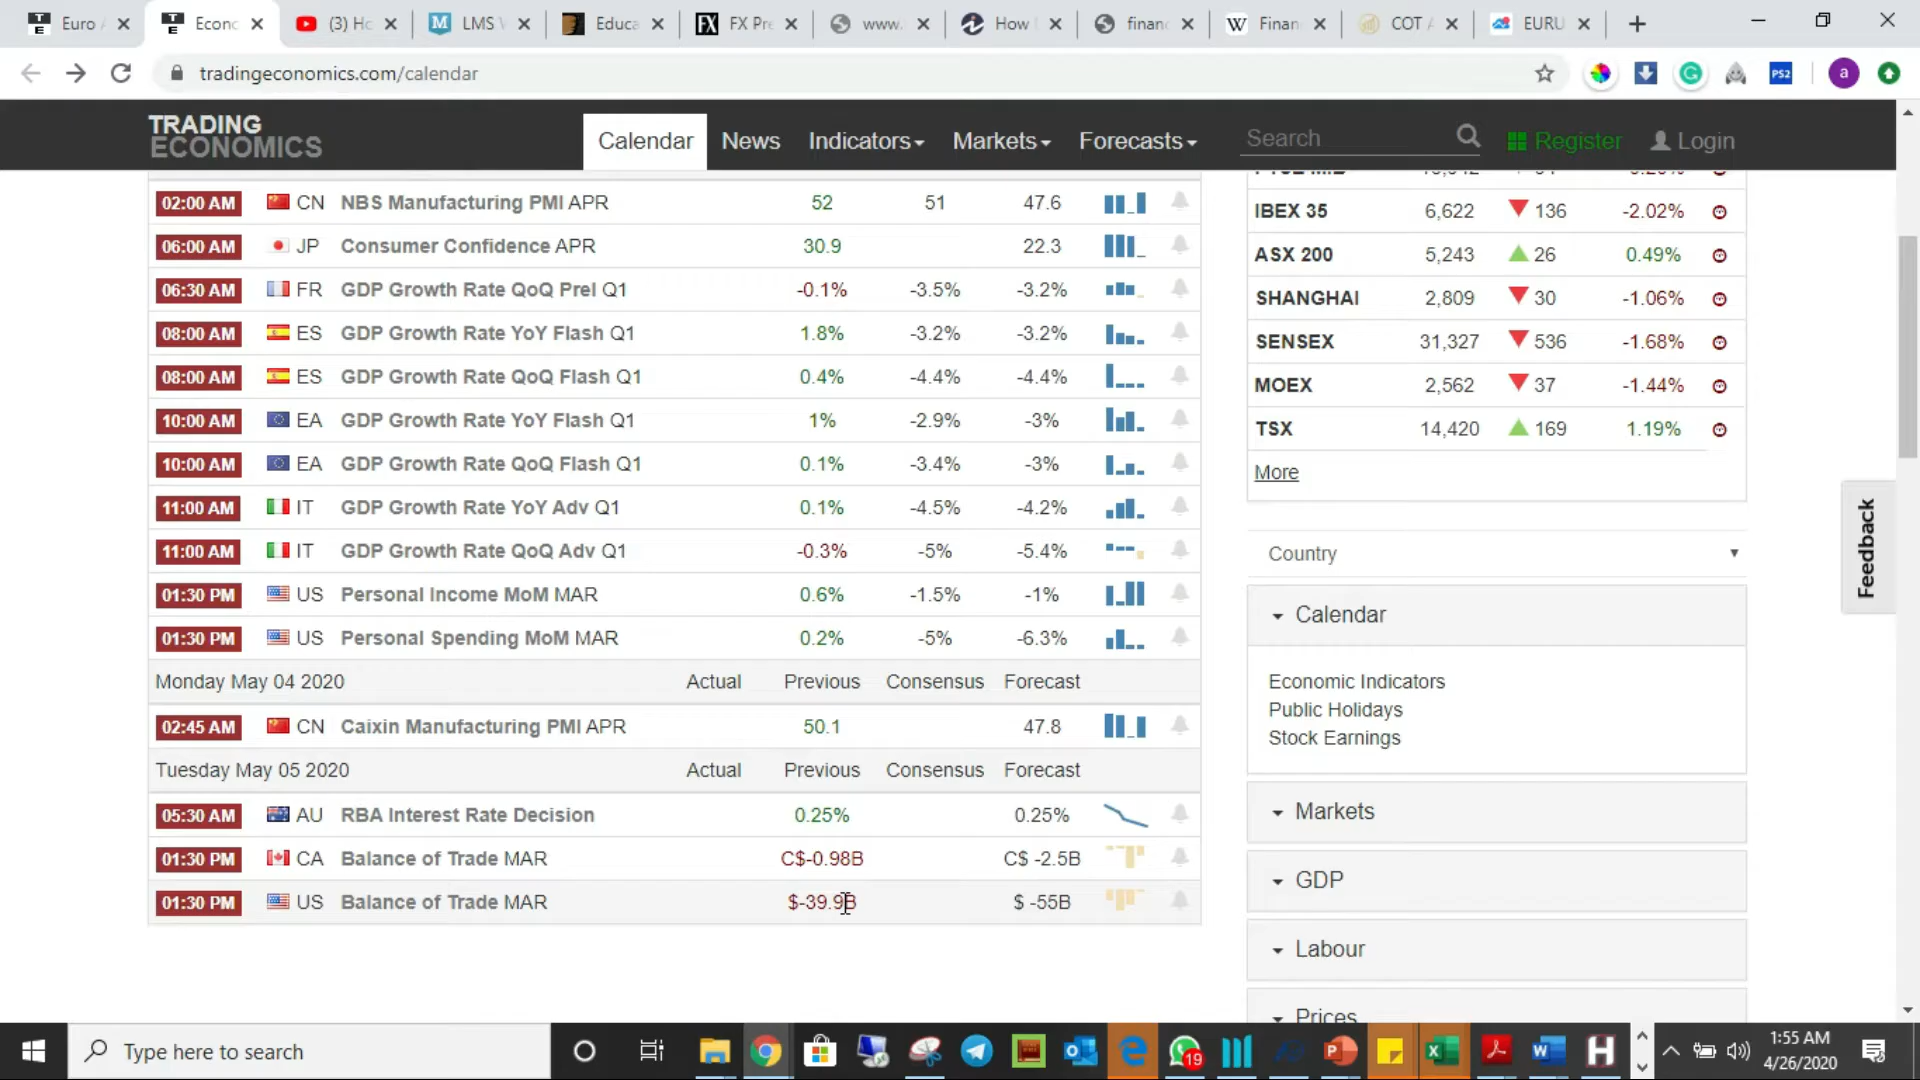 Euro /
Econc
(3) Hc
LMS V
Educa
FX Pre
www.
How
financ
Finan
COT
EURU
tradingeconomics.com/calendar
PS2
a
TRADING
ECONOMICS
Calendar
News
Indicators
Markets
Forecasts
Search
Register
Login
02:00 AM CN NBS Manufacturing PMI APR 52 51 47.6
06:00 AM JP Consumer Confidence APR 30.9 22.3
06:30 AM FR GDP Growth Rate QoQ Prel Q1 -0.1% -3.5% -3.2%
08:00 AM ES GDP Growth Rate YoY Flash Q1 1.8% -3.2% -3.2%
08:00 AM ES GDP Growth Rate QoQ Flash Q1 0.4% -4.4% -4.4%
10:00 AM EA GDP Growth Rate YoY Flash Q1 1% -2.9% -3%
10:00 AM EA GDP Growth Rate QoQ Flash Q1 0.1% -3.4% -3%
11:00 AM IT GDP Growth Rate YoY Adv Q1 0.1% -4.5% -4.2%
11:00 AM IT GDP Growth Rate QoQ Adv Q1 -0.3% -5% -5.4%
01:30 PM US Personal Income MoM MAR 0.6% -1.5% -1%
01:30 PM US Personal Spending MoM MAR 0.2% -5% -6.3%
Monday May 04 2020 Actual Previous Consensus Forecast
02:45 AM CN Caixin Manufacturing PMI APR 50.1 47.8
Tuesday May 05 2020 Actual Previous Consensus Forecast
05:30 AM AU RBA Interest Rate Decision 0.25% 0.25%
01:30 PM CA Balance of Trade MAR C$-0.98B C$ -2.5B
01:30 PM US Balance of Trade MAR $-39.9B $ -55B
IBEX 35 6,622 136 -2.02%
ASX 200 5,243 26 0.49%
SHANGHAI 2,809 30 -1.06%
SENSEX 31,327 536 -1.68%
MOEX 2,562 37 -1.44%
TSX 14,420 169 1.19%
More
Country
Calendar
Economic Indicators
Public Holidays
Stock Earnings
Markets
GDP
Labour
Prices
Feedback
Type here to search
19
1:55 AM
4/26/2020